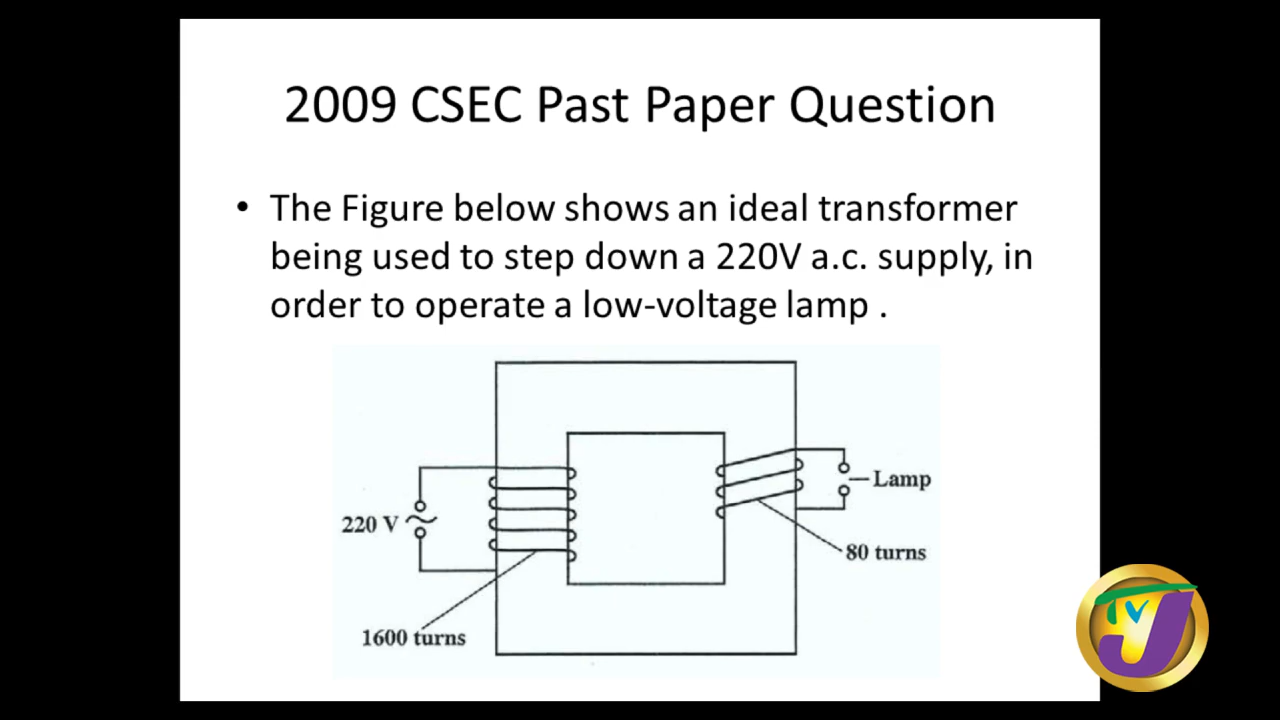 2009 CSEC Past Paper Question
• The Figure below shows an ideal transformer
being used to step down a 220V a.c. supply, in
order to operate a low-voltage lamp .
Lamp
220 V
80 turns
1600 turns
TVJ